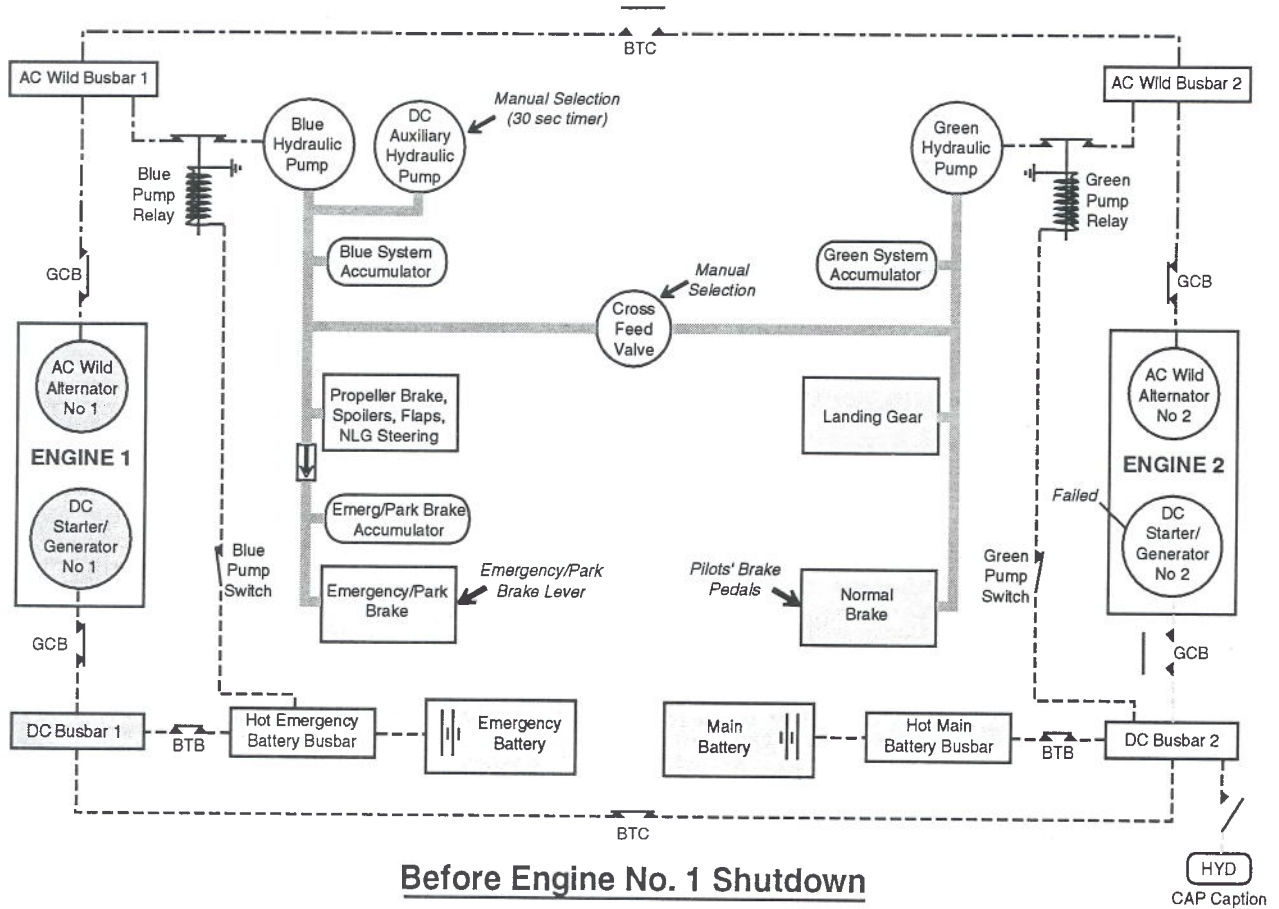 BTC
AC Wild Busbar 1
AC Wild Busbar 2
Manual Selection
(30 sec timer)
Blue
Hydraulic
Pump
DC
Auxiliary
Hydraulic
Pump
Green
Hydraulic
Pump
Blue
Pump
Relay
Green
Pump
Relay
Blue System
Accumulator
Green System
Accumulator
GCB
GCB
Manual
Selection
Cross
Feed
Valve
AC Wild
Alternator
No 1
ENGINE 1
DC
Starter/
Generator
No 1
AC Wild
Alternator
No 2
ENGINE 2
Failed
DC
Starter/
Generator
No 2
Propeller Brake,
Spoilers, Flaps,
NLG Steering
Landing Gear
Emerg/Park Brake
Accumulator
Blue
Pump
Switch
Green
Pump
Switch
Emergency/Park
Brake
Emergency/Park
Brake Lever
Pilots' Brake
Pedals
Normal
Brake
GCB
GCB
DC Busbar 1
BTB
Hot Emergency
Battery Busbar
Emergency
Battery
Main
Battery
Hot Main
Battery Busbar
BTB
DC Busbar 2
BTC
HYD
CAP Caption
Before Engine No. 1 Shutdown